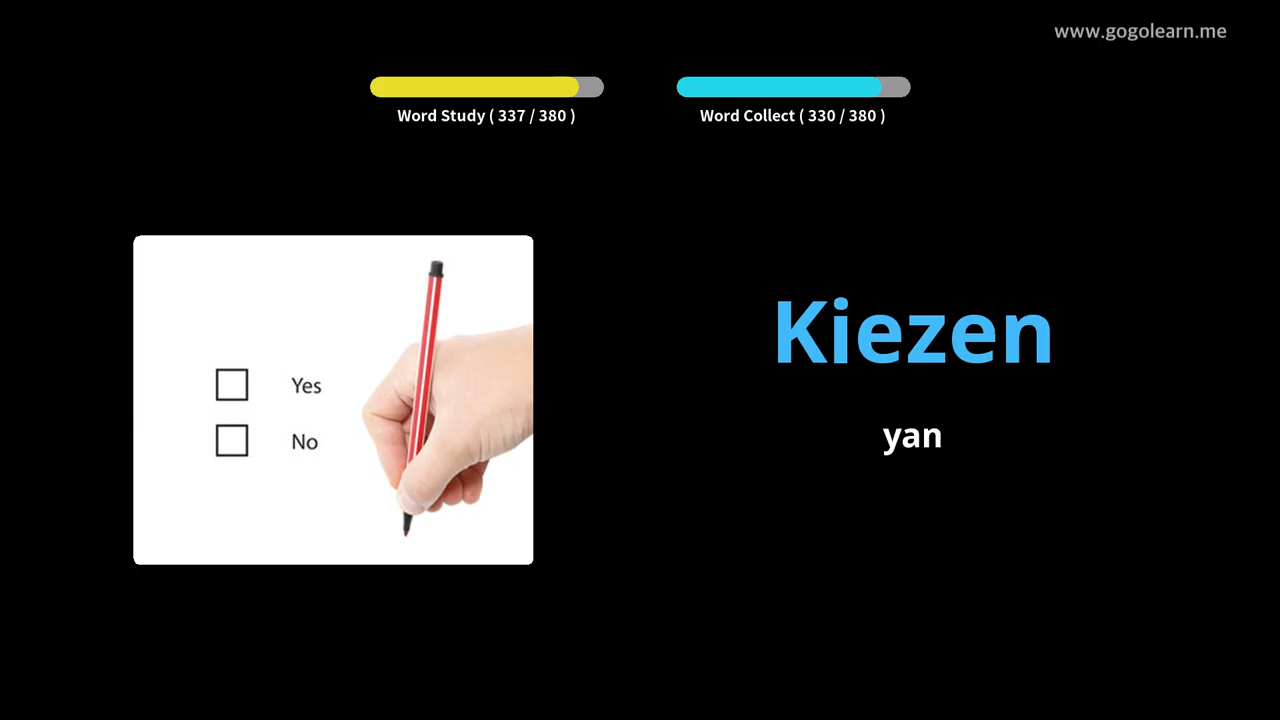 www.gogolearn.me
Word Study ( 337 / 380 )
Word Collect ( 330 / 380 )
Kiezen
yan
Yes
No